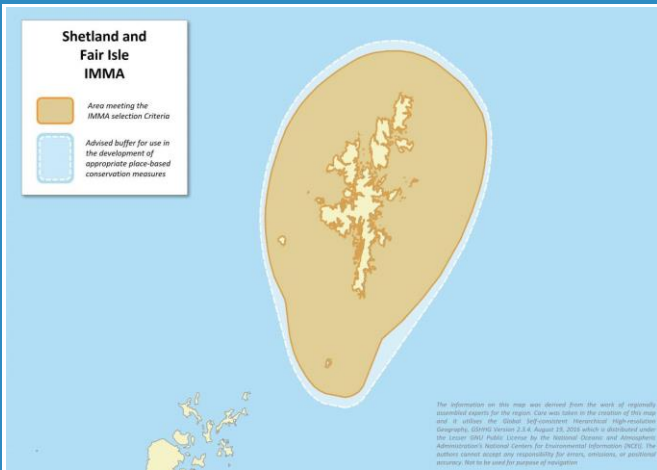 Shetland and
Fair Isle
IMMA
Area meeting the
IMMA selection Criteria
Advised buffer for use in
the development of
appropriate place-based
conservation measures
The information on this map was derived from the work of regionally
assembled experts for the region. Care was taken in the creation of this map
and it utilises the Global Self-consistent Hierarchical High-resolution
Geography, GSHHG Version 2.3.4. August 19, 2016 which is distributed under
the Lesser GNU Public License by the National Oceanic and Atmospheric
Administration's National Centers for Environmental Information (NCEI). The
authors cannot accept any responsibility for errors, omissions, or positional
accuracy. Not to be used for purpose of navigation